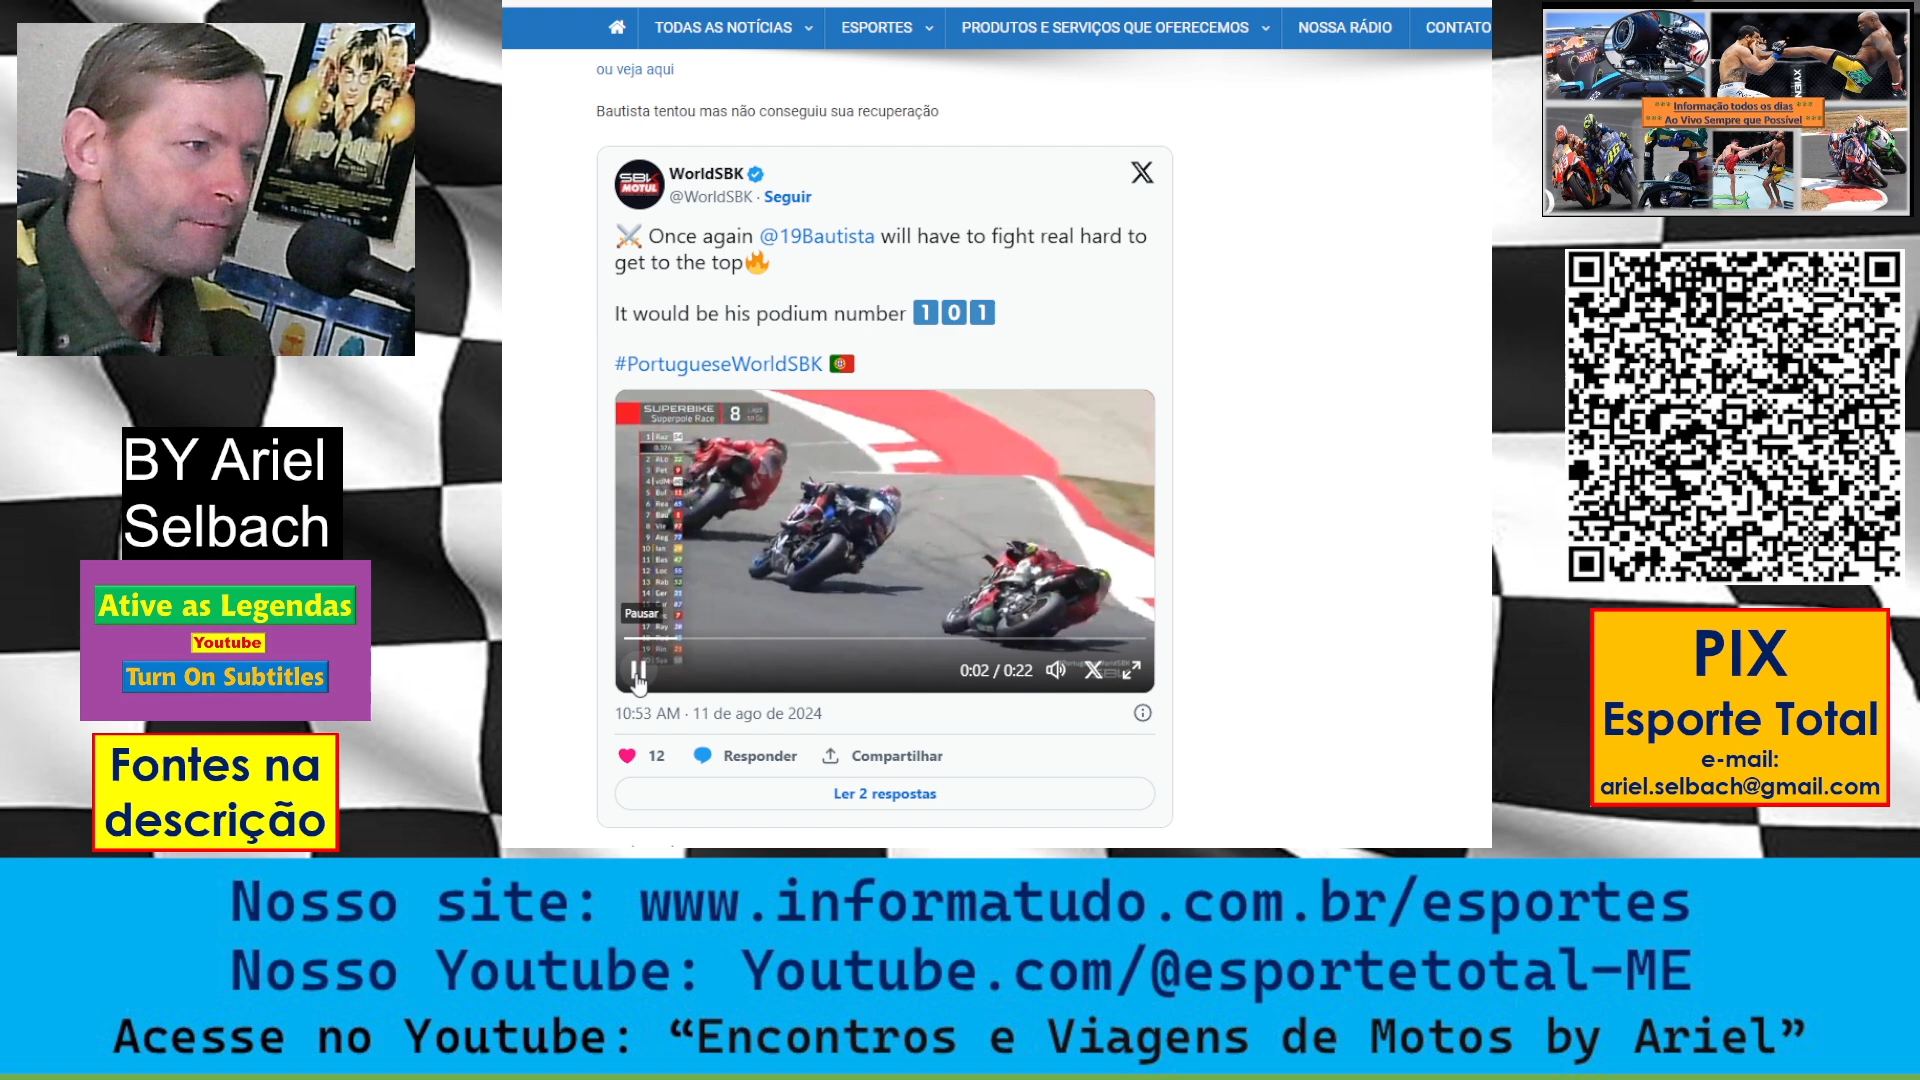 TODAS AS NOTÍCIAS
ESPORTES
PRODUTOS E SERVIÇOS QUE OFERECEMOS
NOSSA RÁDIO
CONTATO
ou veja aqui
Bautista tentou mas não conseguiu sua recuperação
SBK
MOTUL
WorldSBK
@WorldSBK · Seguir
⚔️ Once again @19Bautista will have to fight real hard to
get to the top🔥
It would be his podium number 1️⃣0️⃣1️⃣
#PortugueseWorldSBK 🇵🇹
SUPERBIKE
Superpole Race
8
Pausar
0:02 / 0:22
10:53 AM · 11 de ago de 2024
12
Responder
Compartilhar
Ler 2 respostas
BY Ariel
Selbach
Ative as Legendas
Youtube
Turn On Subtitles
Fontes na
descrição
*** Informação todos os dias ***
*** Ao Vivo Sempre que Possível ***
PIX
Esporte Total
e-mail:
ariel.selbach@gmail.com
Nosso site: www.informatudo.com.br/esportes
Nosso Youtube: Youtube.com/@esportetotal-ME
Acesse no Youtube: “Encontros e Viagens de Motos by Ariel”